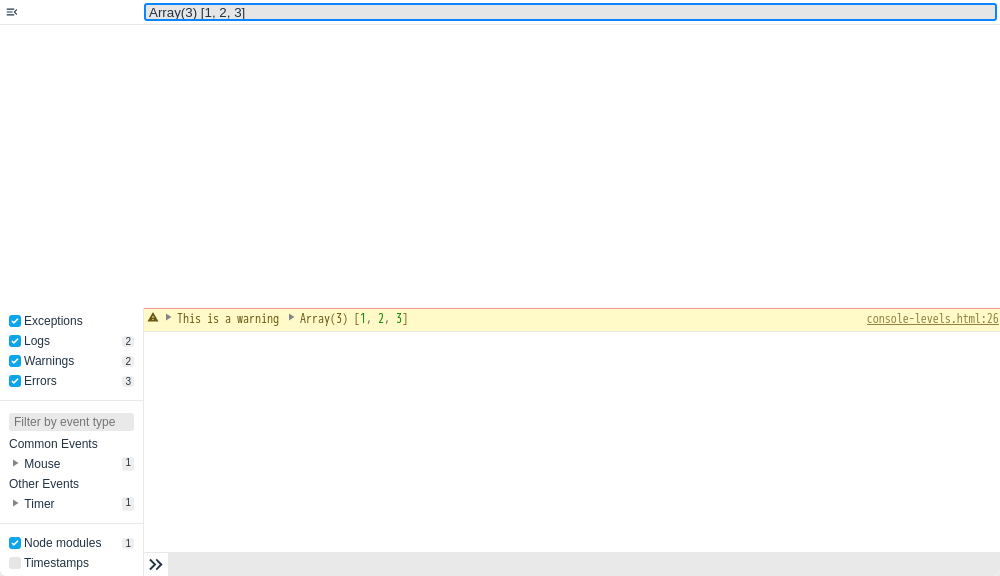 Array(3) [1, 2, 3]
Exceptions
Logs 2
Warnings 2
Errors 3
Filter by event type
Common Events
Mouse 1
Other Events
Timer 1
Node modules 1
Timestamps
This is a warning Array(3) [1, 2, 3] console-levels.html:26